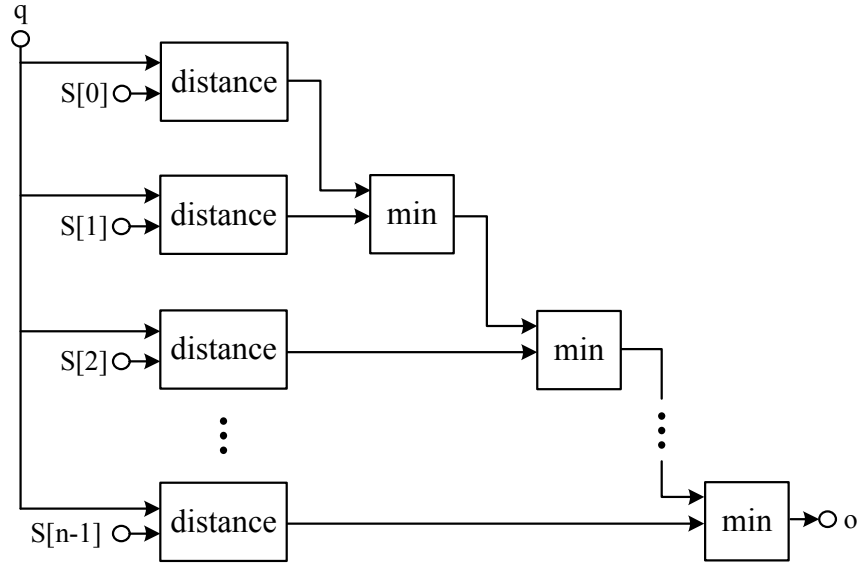 q
distance
S[0]
distance
S[1]
min
distance
S[2]
min
distance
S[n-1]
min
o